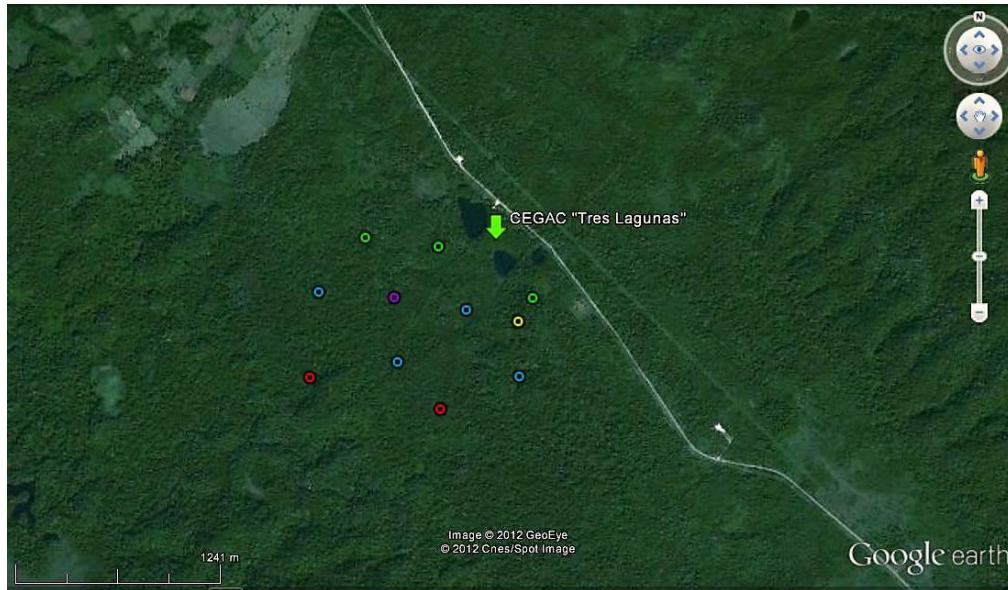 N
CEGAC "Tres Lagunas"
1241 m
Image © 2012 GeoEye
© 2012 Cnes/Spot Image
Google earth